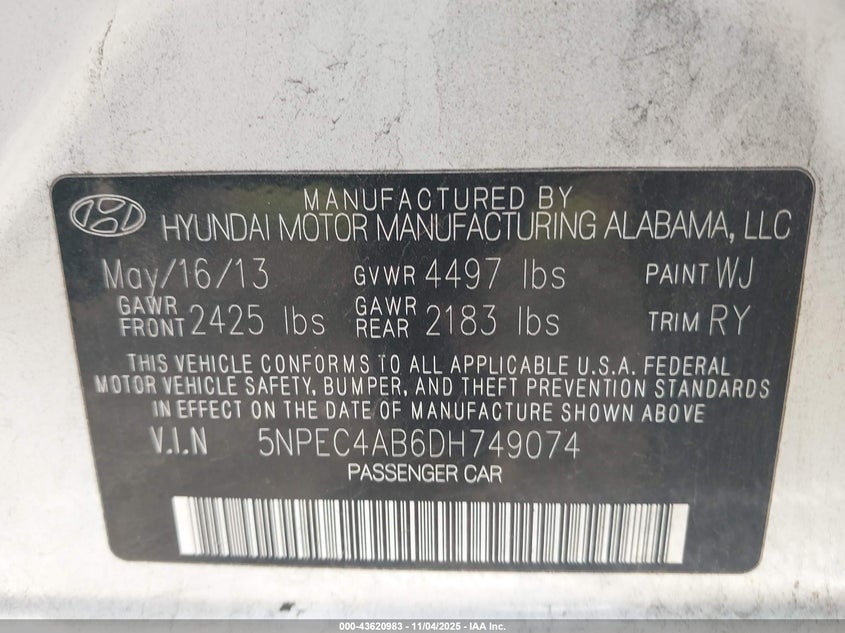 MANUFACTURED BY
HYUNDAI MOTOR MANUFACTURING ALABAMA, LLC
May/16/13 GVWR 4497 lbs PAINT WJ
GAWR FRONT 2425 lbs GAWR REAR 2183 lbs TRIM RY
THIS VEHICLE CONFORMS TO ALL APPLICABLE U.S.A. FEDERAL
MOTOR VEHICLE SAFETY, BUMPER, AND THEFT PREVENTION STANDARDS
IN EFFECT ON THE DATE OF MANUFACTURE SHOWN ABOVE
V.I.N 5NPEC4AB6DH749074
PASSENGER CAR
000-43620983 - 11/04/2025 - IAA Inc.